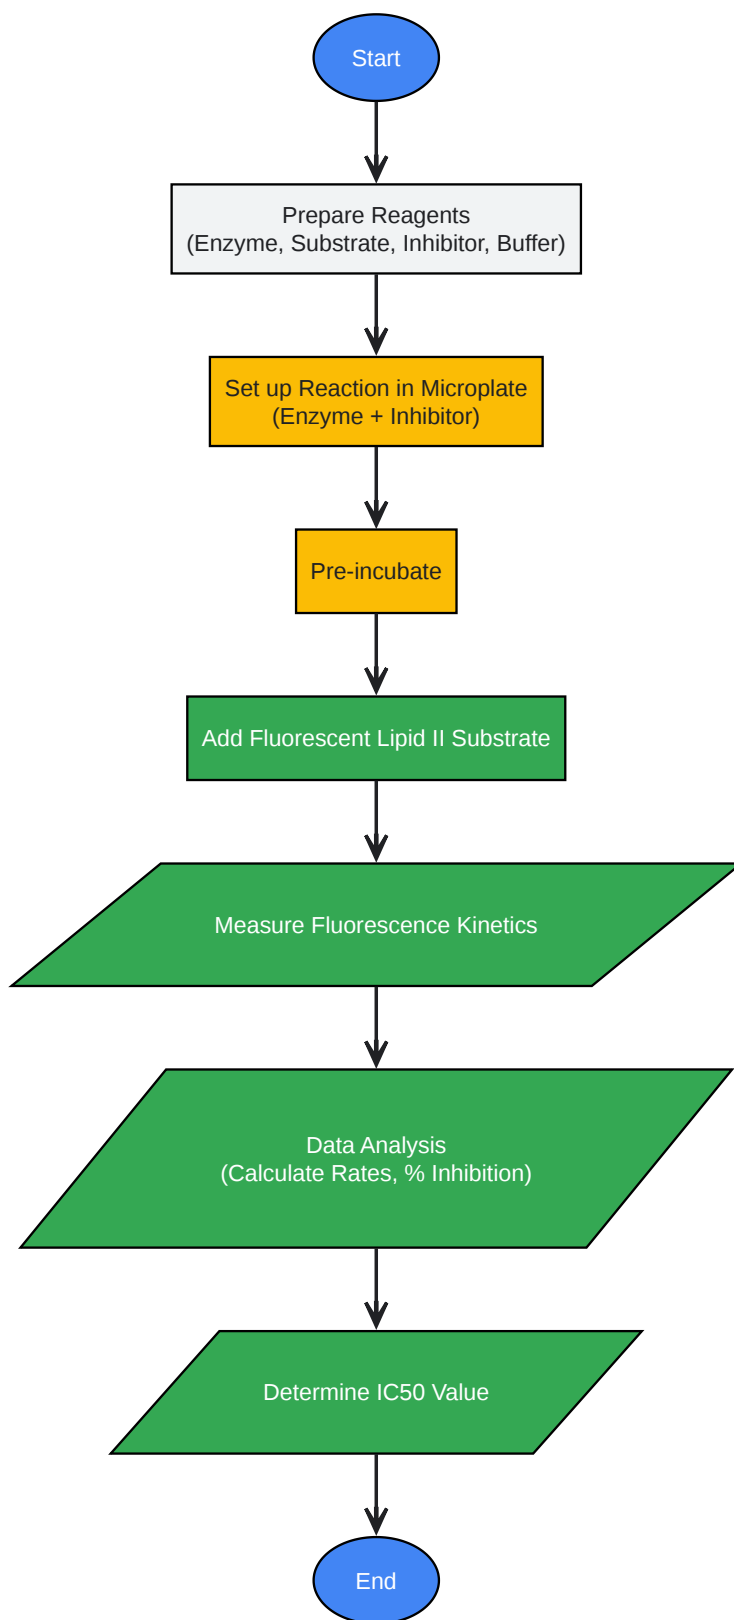 Start
Prepare Reagents
(Enzyme, Substrate, Inhibitor, Buffer)
Set up Reaction in Microplate
(Enzyme + Inhibitor)
Pre-incubate
Add Fluorescent Lipid II Substrate
Measure Fluorescence Kinetics
Data Analysis
(Calculate Rates, % Inhibition)
Determine IC50 Value
End